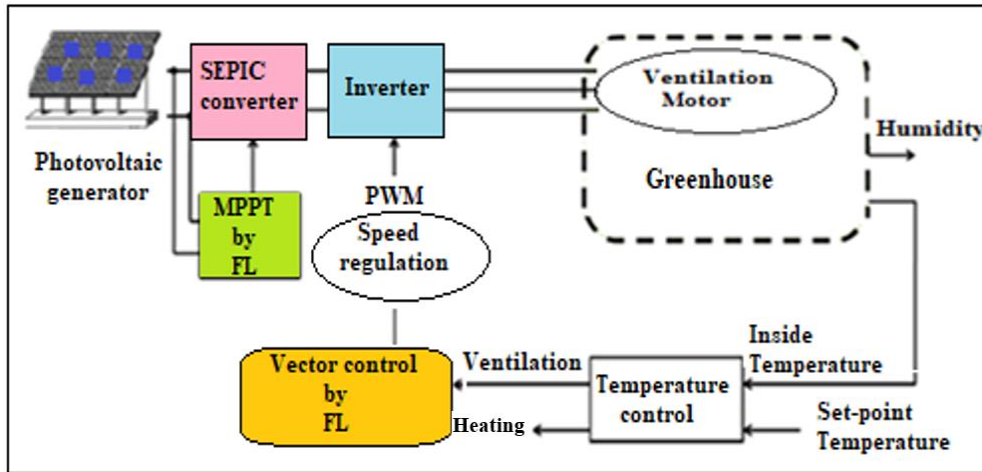 SEPIC
converter
Inverter
Ventilation
Motor
Humidity
Photovoltaic
generator
Greenhouse
MPPT
by
FL
PWM
Speed
regulation
Vector control
by
FL
Ventilation
Heating
Temperature
control
Inside
Temperature
Set-point
Temperature